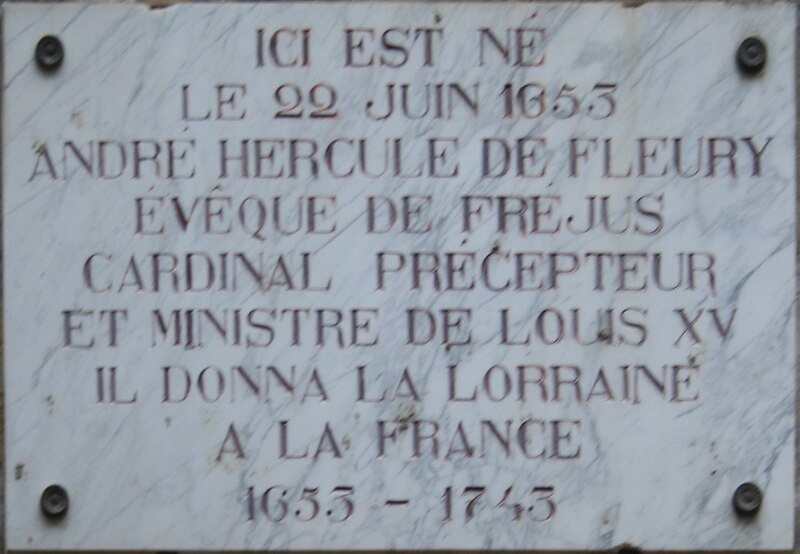 ICI EST NÉ
LE 22 JUIN 1653
ANDRÉ HERCULE DE FLEURY
ÉVÊQUE DE FRÉJUS
CARDINAL PRÉCEPTEUR
ET MINISTRE DE LOUIS XV
IL DONNA LA LORRAINE
A LA FRANCE
1653 - 1743